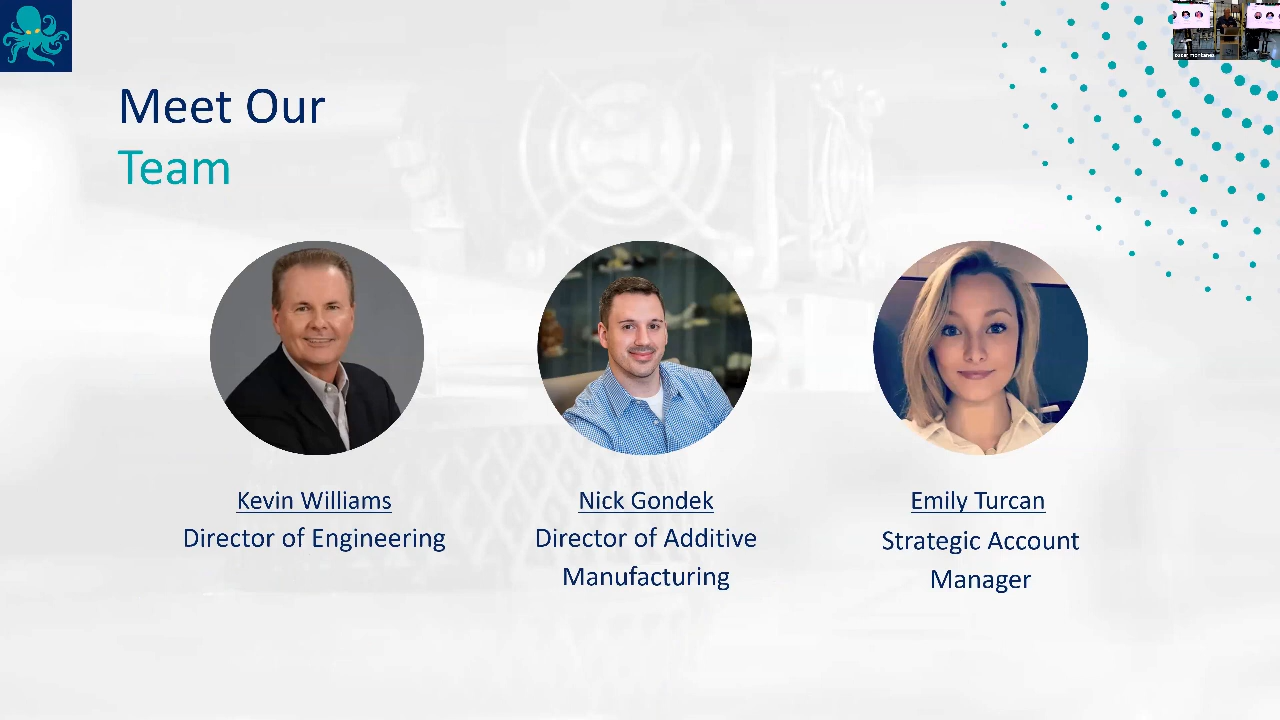 Meet Our
Team
Kevin Williams
Director of Engineering
Nick Gondek
Director of Additive
Manufacturing
Emily Turcan
Strategic Account
Manager